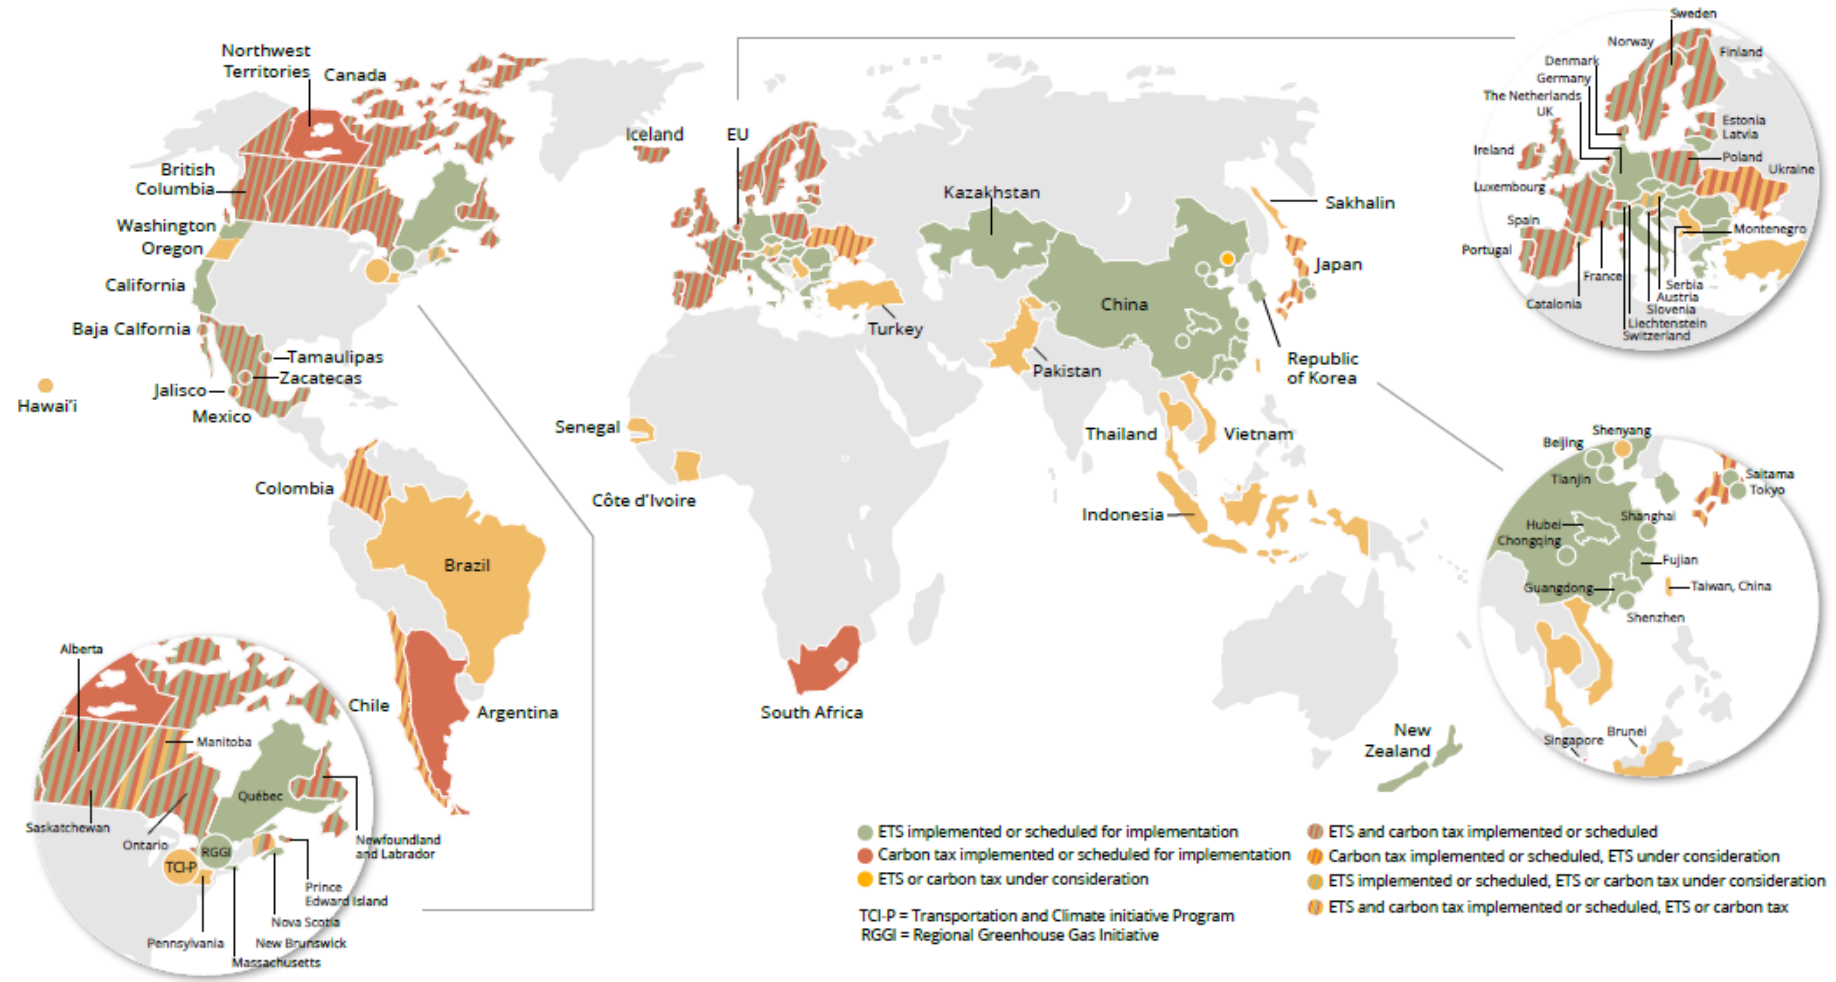 Northwest
Territories
Canada
British
Columbia
Washington
Oregon
California
Baja Calfornia
Tamaulipas
Zacatecas
Jalisco
Mexico
Hawai'i
Colombia
Brazil
Chile
Argentina
Iceland
EU
Kazakhstan
China
Turkey
Pakistan
Senegal
Côte d'Ivoire
South Africa
Thailand
Vietnam
Indonesia
Sakhalin
Japan
Republic
of Korea
New
Zealand
Sweden
Norway
Finland
Denmark
Germany
The Netherlands
UK
Estonia
Latvia
Ireland
Poland
Ukraine
Luxembourg
Spain
Portugal
Montenegro
France
Catalonia
Serbia
Austria
Slovenia
Liechtenstein
Switzerland
Shenyang
Beijing
Tianjin
Saitama
Tokyo
Hubei
Shanghai
Chongqing
Fujian
Guangdong
Taiwan, China
Shenzhen
Singapore
Brunei
Alberta
Manitoba
Québec
Saskatchewan
Ontario
Newfoundland
and Labrador
RGGI
TCI-P
Prince
Edward Island
Nova Scotia
Pennsylvania
New Brunswick
Massachusetts
ETS implemented or scheduled for implementation
Carbon tax implemented or scheduled for implementation
ETS or carbon tax under consideration
TCI-P = Transportation and Climate initiative Program
RGGI = Regional Greenhouse Gas Initiative
ETS and carbon tax implemented or scheduled
Carbon tax implemented or scheduled, ETS under consideration
ETS implemented or scheduled, ETS or carbon tax under consideration
ETS and carbon tax implemented or scheduled, ETS or carbon tax